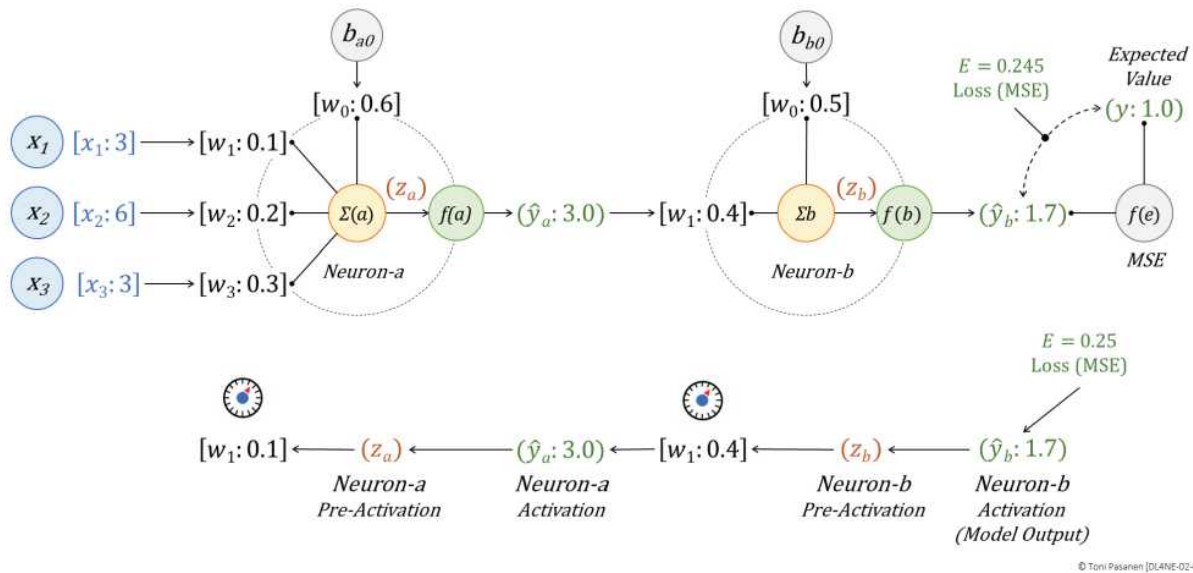 b_{a0}
b_{b0}
E = 0.245
Loss (MSE)
Expected
Value
[w_0: 0.6]
[w_0: 0.5]
(y: 1.0)
x_1 [x_1: 3] [w_1: 0.1]
(z_a)
(z_b)
x_2 [x_2: 6] [w_2: 0.2] Σ(a) f(a) (ŷ_a: 3.0) [w_1: 0.4] Σb f(b) (ŷ_b: 1.7) f(e)
Neuron-a
Neuron-b
MSE
x_3 [x_3: 3] [w_3: 0.3]
E = 0.25
Loss (MSE)
[w_1: 0.1] (z_a) (ŷ_a: 3.0) [w_1: 0.4] (z_b) (ŷ_b: 1.7)
Neuron-a
Pre-Activation
Neuron-a
Activation
Neuron-b
Pre-Activation
Neuron-b
Activation
(Model Output)
© Toni Pasanen [DL4NE-02-